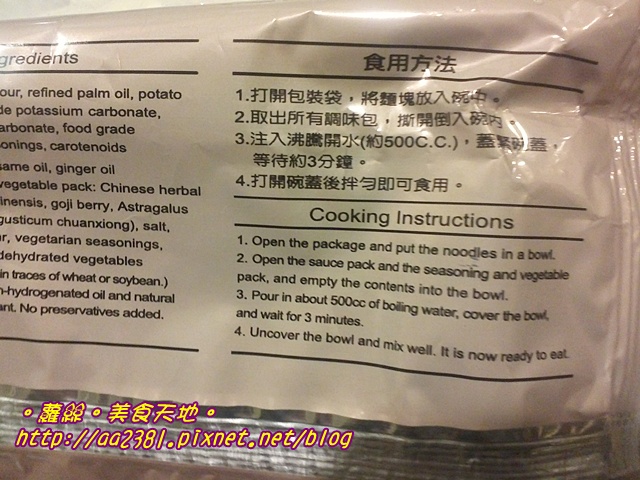 gredients
our, refined palm oil, potato
de potassium carbonate,
arbonate, food grade
onings, carotenoids
same oil, ginger oil
vegetable pack: Chinese herbal
inensis, goji berry, Astragalus
gusticum chuanxiong), salt,
r, vegetarian seasonings,
dehydrated vegetables
in traces of wheat or soybean.)
n-hydrogenated oil and natural
ant. No preservatives added.
食用方法
1.打開包裝袋，將麵塊放入碗中。
2.取出所有調味包，撕開倒入碗內。
3.注入沸騰開水(約500C.C.)，蓋緊碗蓋，
等待約3分鐘。
4.打開碗蓋後拌勻即可食用。
Cooking Instructions
1. Open the package and put the noodles in a bowl.
2. Open the sauce pack and the seasoning and vegetable
pack, and empty the contents into the bowl.
3. Pour in about 500cc of boiling water, cover the bowl,
and wait for 3 minutes.
4. Uncover the bowl and mix well. It is now ready to eat.
。蘿絲。美食天地。
http://aa2381.pixnet.net/blog